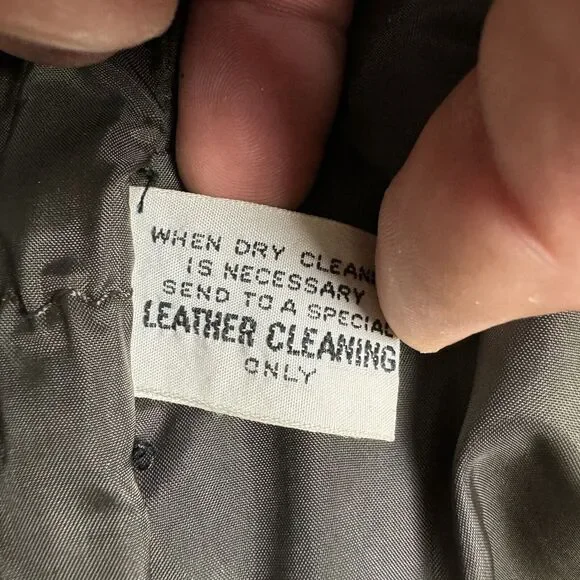 WHEN DRY CLEAN
IS NECESSARY
SEND TO A SPECIAL
LEATHER CLEANING
ONLY